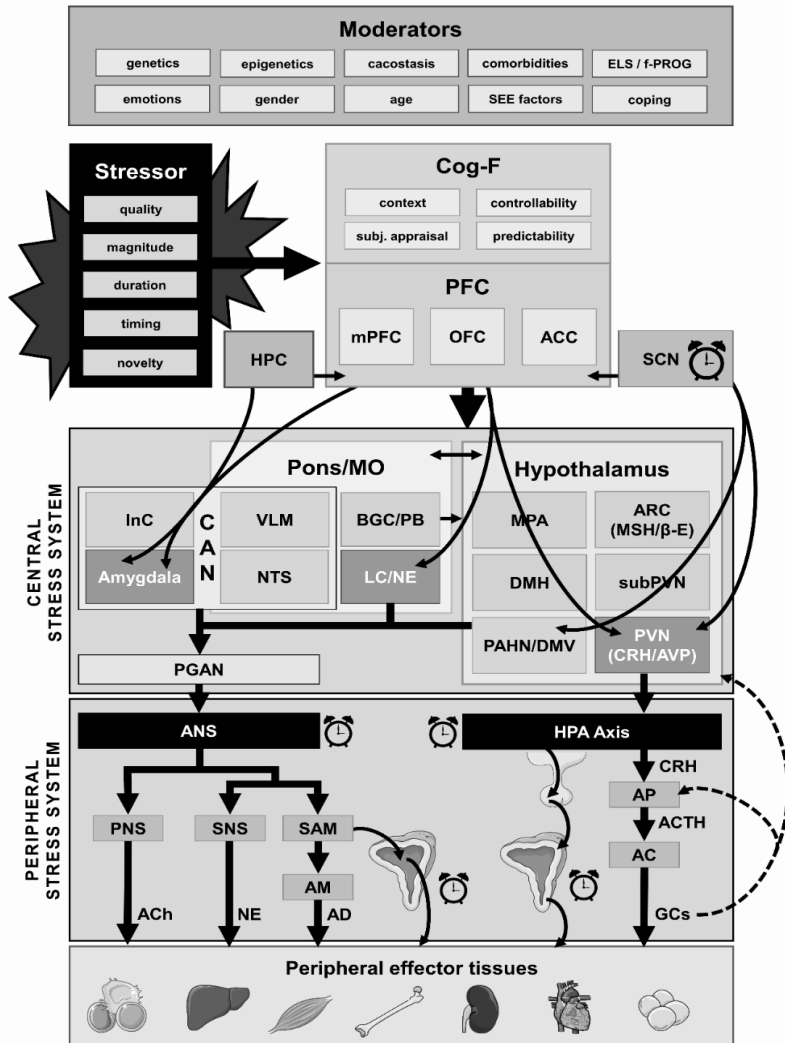 Moderators
genetics
epigenetics
cacostasis
comorbidities
ELS / f-PROG
emotions
gender
age
SEE factors
coping
Stressor
quality
magnitude
duration
timing
novelty
Cog-F
context
controllability
subj. appraisal
predictability
PFC
mPFC
OFC
ACC
HPC
SCN
CENTRAL
STRESS SYSTEM
Pons/MO
Hypothalamus
InC
CAN
VLM
BGC/PB
MPA
ARC
(MSH/β-E)
Amygdala
NTS
LC/NE
DMH
subPVN
PAHN/DMV
PVN
(CRH/AVP)
PGAN
PERIPHERAL
STRESS SYSTEM
ANS
HPA Axis
CRH
PNS
SNS
SAM
AP
ACTH
AM
AC
ACh
NE
AD
GCs
Peripheral effector tissues